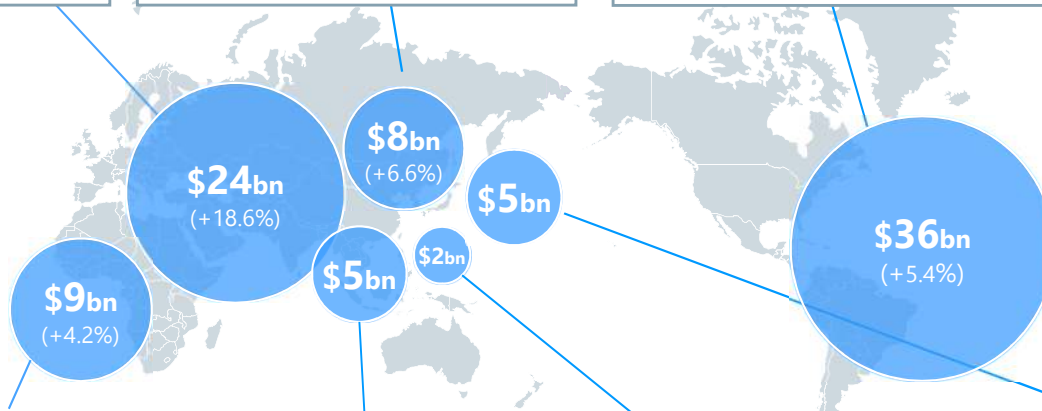 $24bn
(+18.6%)
$8bn
(+6.6%)
$5bn
$36bn
(+5.4%)
$9bn
(+4.2%)
$5bn
$2bn